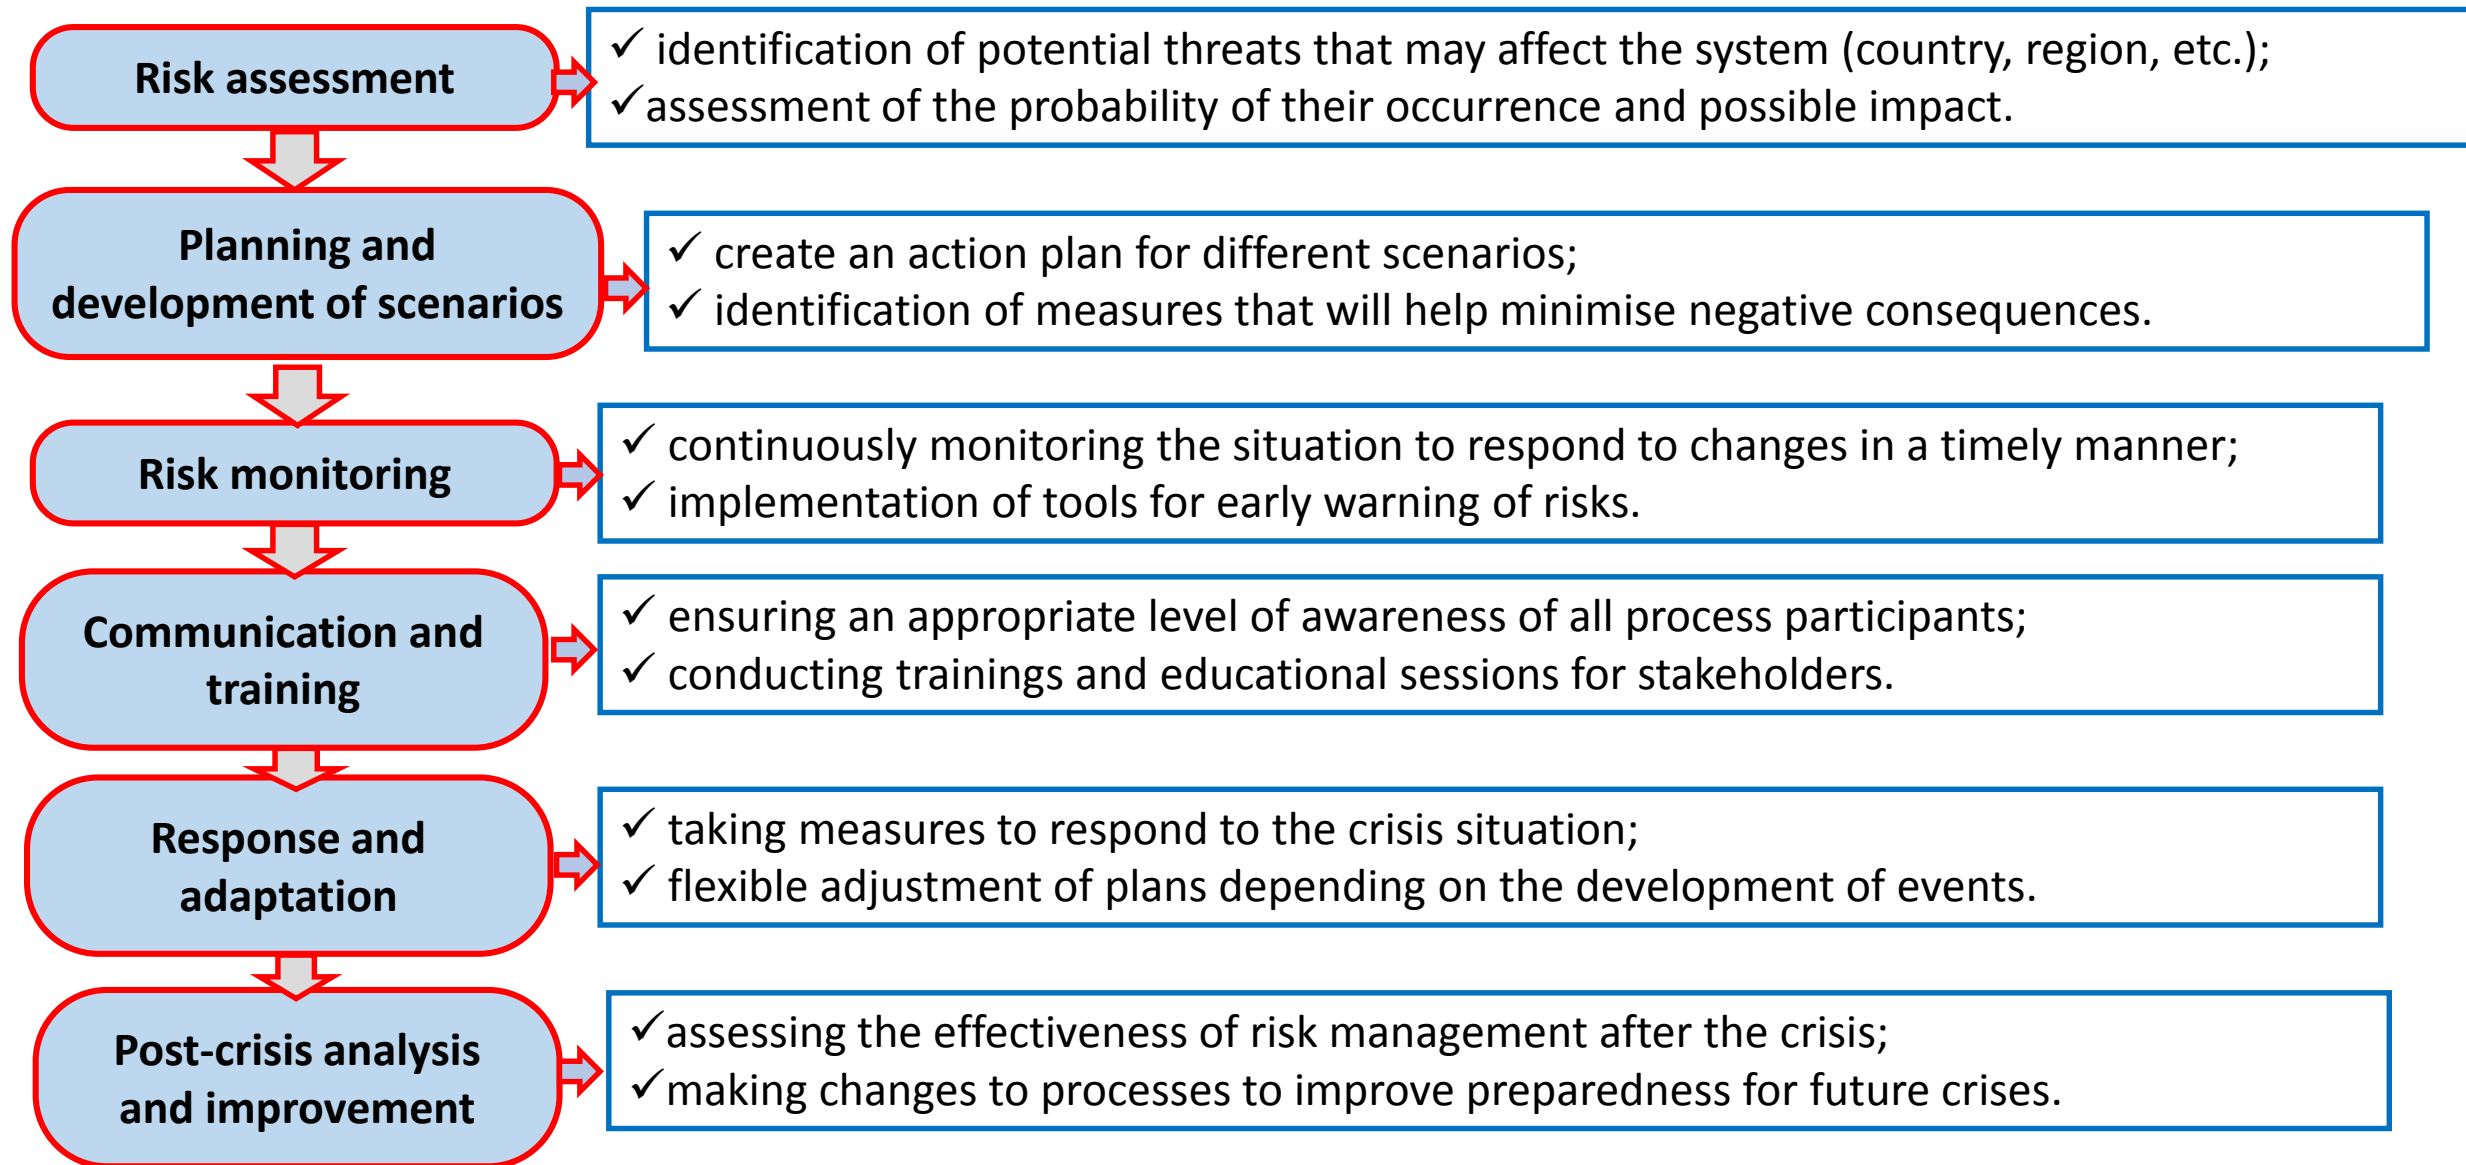 Risk assessment
✓ identification of potential threats that may affect the system (country, region, etc.);
✓assessment of the probability of their occurrence and possible impact.
Planning and
development of scenarios
✓ create an action plan for different scenarios;
✓ identification of measures that will help minimise negative consequences.
Risk monitoring
✓ continuously monitoring the situation to respond to changes in a timely manner;
✓ implementation of tools for early warning of risks.
Communication and
training
✓ ensuring an appropriate level of awareness of all process participants;
✓ conducting trainings and educational sessions for stakeholders.
Response and
adaptation
✓ taking measures to respond to the crisis situation;
✓ flexible adjustment of plans depending on the development of events.
Post-crisis analysis
and improvement
✓assessing the effectiveness of risk management after the crisis;
✓making changes to processes to improve preparedness for future crises.